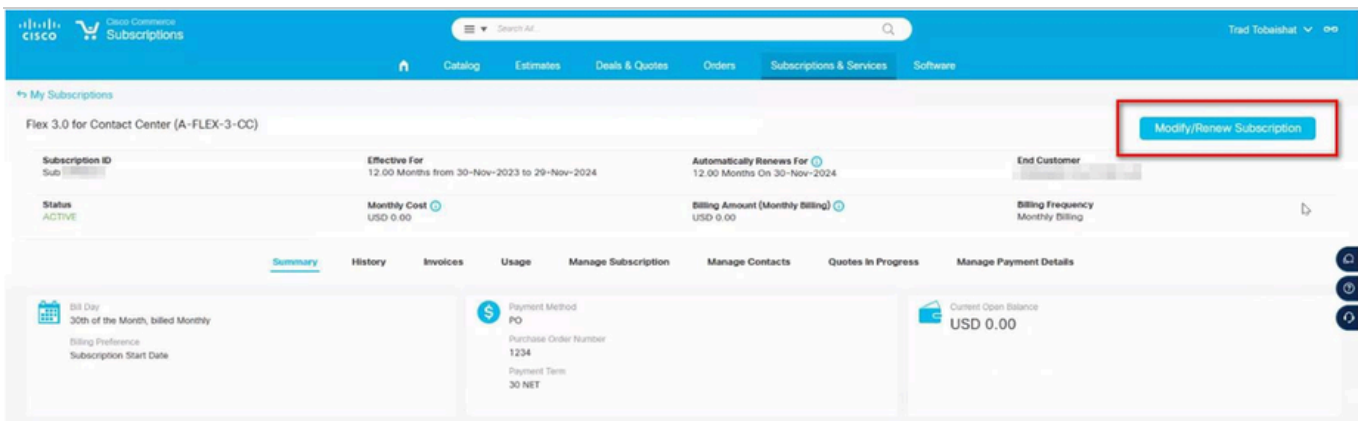 cisco
Cisco Commerce
Subscriptions
Search All...
Trad Tobaishat
Catalog Estimates Deals & Quotes Orders Subscriptions & Services Software
My Subscriptions
Flex 3.0 for Contact Center (A-FLEX-3-CC)
Modify/Renew Subscription
Subscription ID Effective For Automatically Renews For End Customer
Sub 12.00 Months from 30-Nov-2023 to 29-Nov-2024 12.00 Months On 30-Nov-2024
Status Monthly Cost Billing Amount (Monthly Billing) Billing Frequency
ACTIVE USD 0.00 USD 0.00 Monthly Billing
Summary History Invoices Usage Manage Subscription Manage Contacts Quotes In Progress Manage Payment Details
Bill Day
30th of the Month, billed Monthly
Billing Preference
Subscription Start Date
Payment Method
PO
Purchase Order Number
1234
Payment Term
30 NET
Current Open Balance
USD 0.00